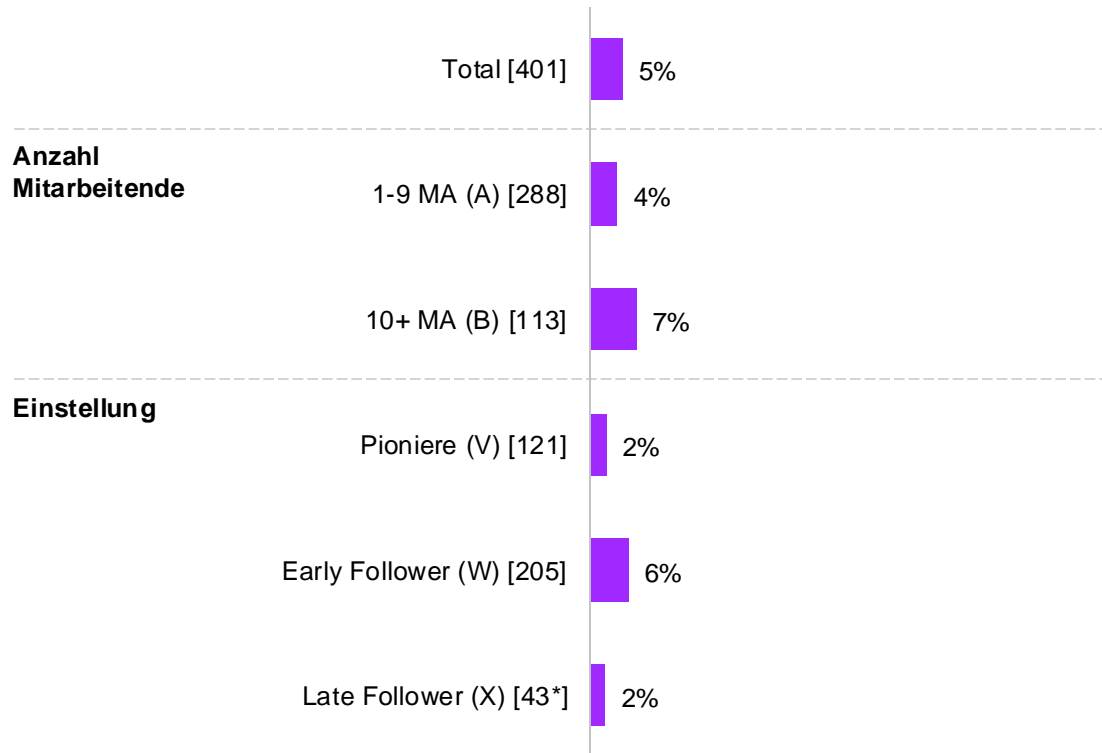 Total [401] 5%
Anzahl
Mitarbeitende
1-9 MA (A) [288] 4%
10+ MA (B) [113] 7%
Einstellung
Pioniere (V) [121] 2%
Early Follower (W) [205] 6%
Late Follower (X) [43*] 2%